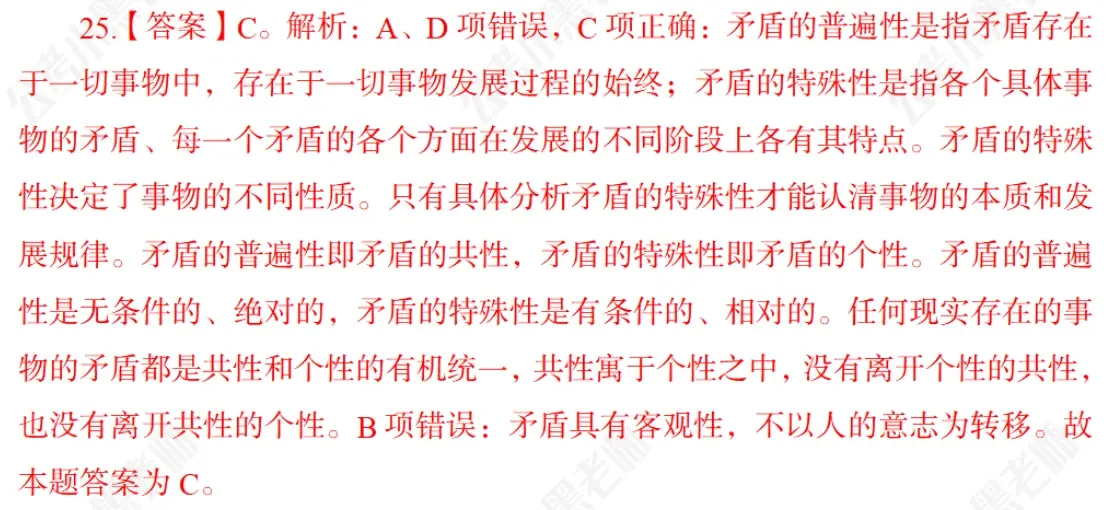 25.【答案】C。解析：A、D 项错误，C 项正确：矛盾的普遍性是指矛盾存在
于一切事物中，存在于一切事物发展过程的始终；矛盾的特殊性是指各个具体事
物的矛盾、每一个矛盾的各个方面在发展的不同阶段上各有其特点。矛盾的特殊
性决定了事物的不同性质。只有具体分析矛盾的特殊性才能认清事物的本质和发
展规律。矛盾的普遍性即矛盾的共性，矛盾的特殊性即矛盾的个性。矛盾的普遍
性是无条件的、绝对的，矛盾的特殊性是有条件的、相对的。任何现实存在的事
物的矛盾都是共性和个性的有机统一，共性寓于个性之中，没有离开个性的共性，
也没有离开共性的个性。B 项错误：矛盾具有客观性，不以人的意志为转移。故
本题答案为 C。